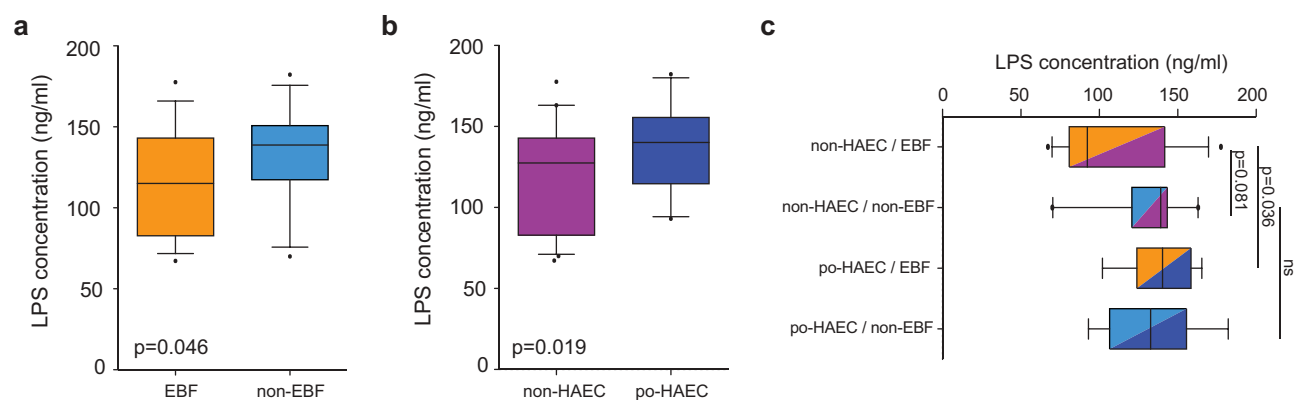 a
LPS concentration (ng/ml)
200
150
100
50
0
p=0.046
EBF
non-EBF
b
LPS concentration (ng/ml)
200
150
100
50
0
p=0.019
non-HAEC
po-HAEC
c
LPS concentration (ng/ml)
0
50
100
150
200
non-HAEC / EBF
non-HAEC / non-EBF
po-HAEC / EBF
po-HAEC / non-EBF
p=0.081
p=0.036
ns